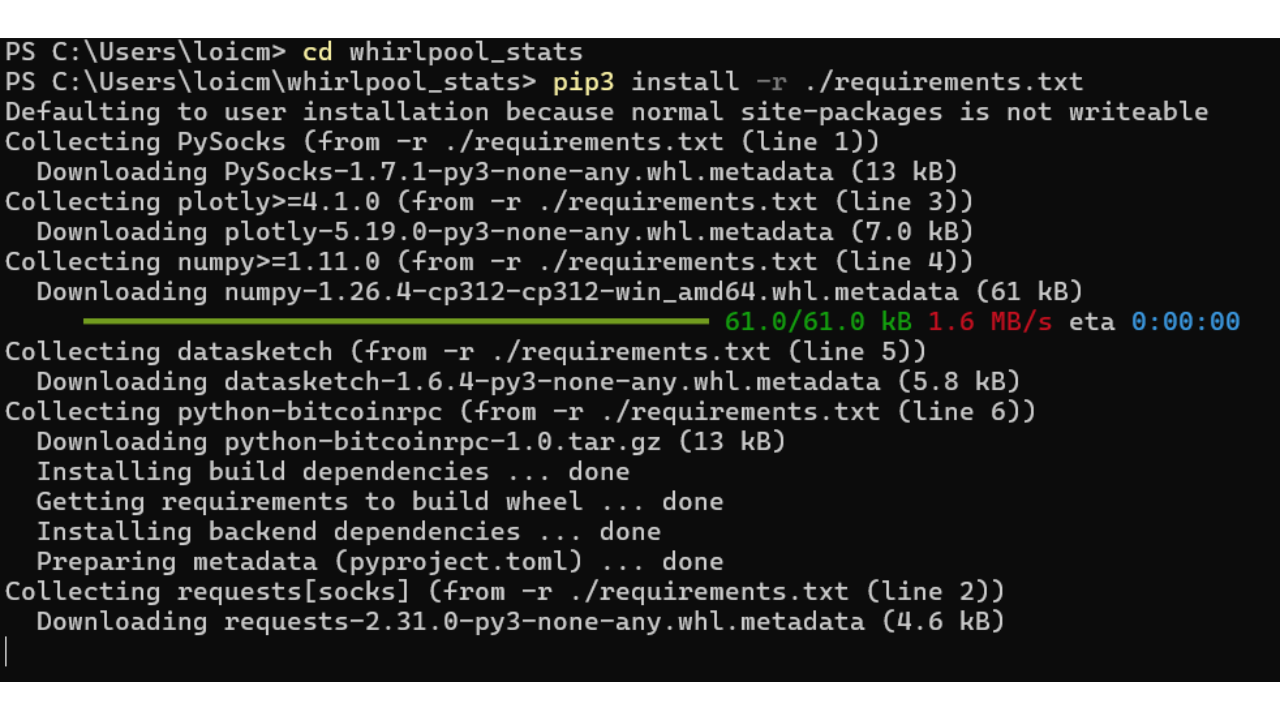 PS C:\Users\loicm> cd whirlpool_stats
PS C:\Users\loicm\whirlpool_stats> pip3 install -r ./requirements.txt
Defaulting to user installation because normal site-packages is not writeable
Collecting PySocks (from -r ./requirements.txt (line 1))
  Downloading PySocks-1.7.1-py3-none-any.whl.metadata (13 kB)
Collecting plotly>=4.1.0 (from -r ./requirements.txt (line 3))
  Downloading plotly-5.19.0-py3-none-any.whl.metadata (7.0 kB)
Collecting numpy>=1.11.0 (from -r ./requirements.txt (line 4))
  Downloading numpy-1.26.4-cp312-cp312-win_amd64.whl.metadata (61 kB)
61.0/61.0 kB 1.6 MB/s eta 0:00:00
Collecting datasketch (from -r ./requirements.txt (line 5))
  Downloading datasketch-1.6.4-py3-none-any.whl.metadata (5.8 kB)
Collecting python-bitcoinrpc (from -r ./requirements.txt (line 6))
  Downloading python-bitcoinrpc-1.0.tar.gz (13 kB)
  Installing build dependencies ... done
  Getting requirements to build wheel ... done
  Installing backend dependencies ... done
  Preparing metadata (pyproject.toml) ... done
Collecting requests[socks] (from -r ./requirements.txt (line 2))
  Downloading requests-2.31.0-py3-none-any.whl.metadata (4.6 kB)